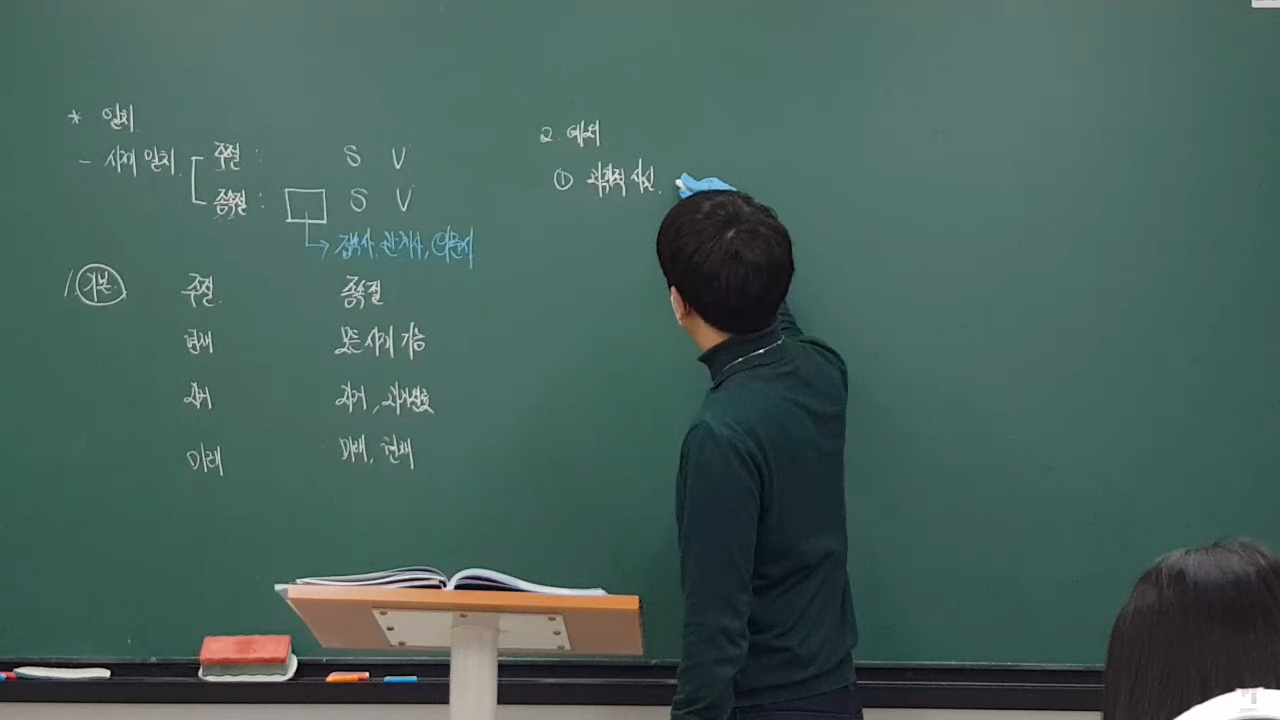 * 일치
- 시제 일치. 주절 : S V
종속절 : S V
접속사, 관계사, 의문사
1. 기본. 주절. 종속절
현재 모든 시제 가능
과거 과거, 과거완료
미래 미래, 현재
2. 예외
① 과학적 사실.